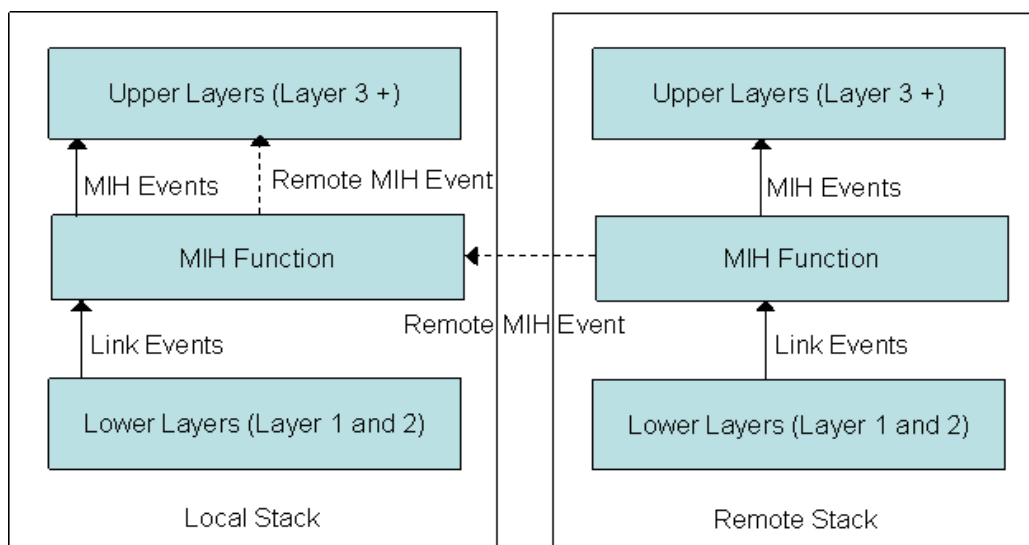 Upper Layers (Layer 3 +)
MIH Events
Remote MIH Event
MIH Function
Link Events
Lower Layers (Layer 1 and 2)
Local Stack
Remote MIH Event
Upper Layers (Layer 3 +)
MIH Events
MIH Function
Link Events
Lower Layers (Layer 1 and 2)
Remote Stack